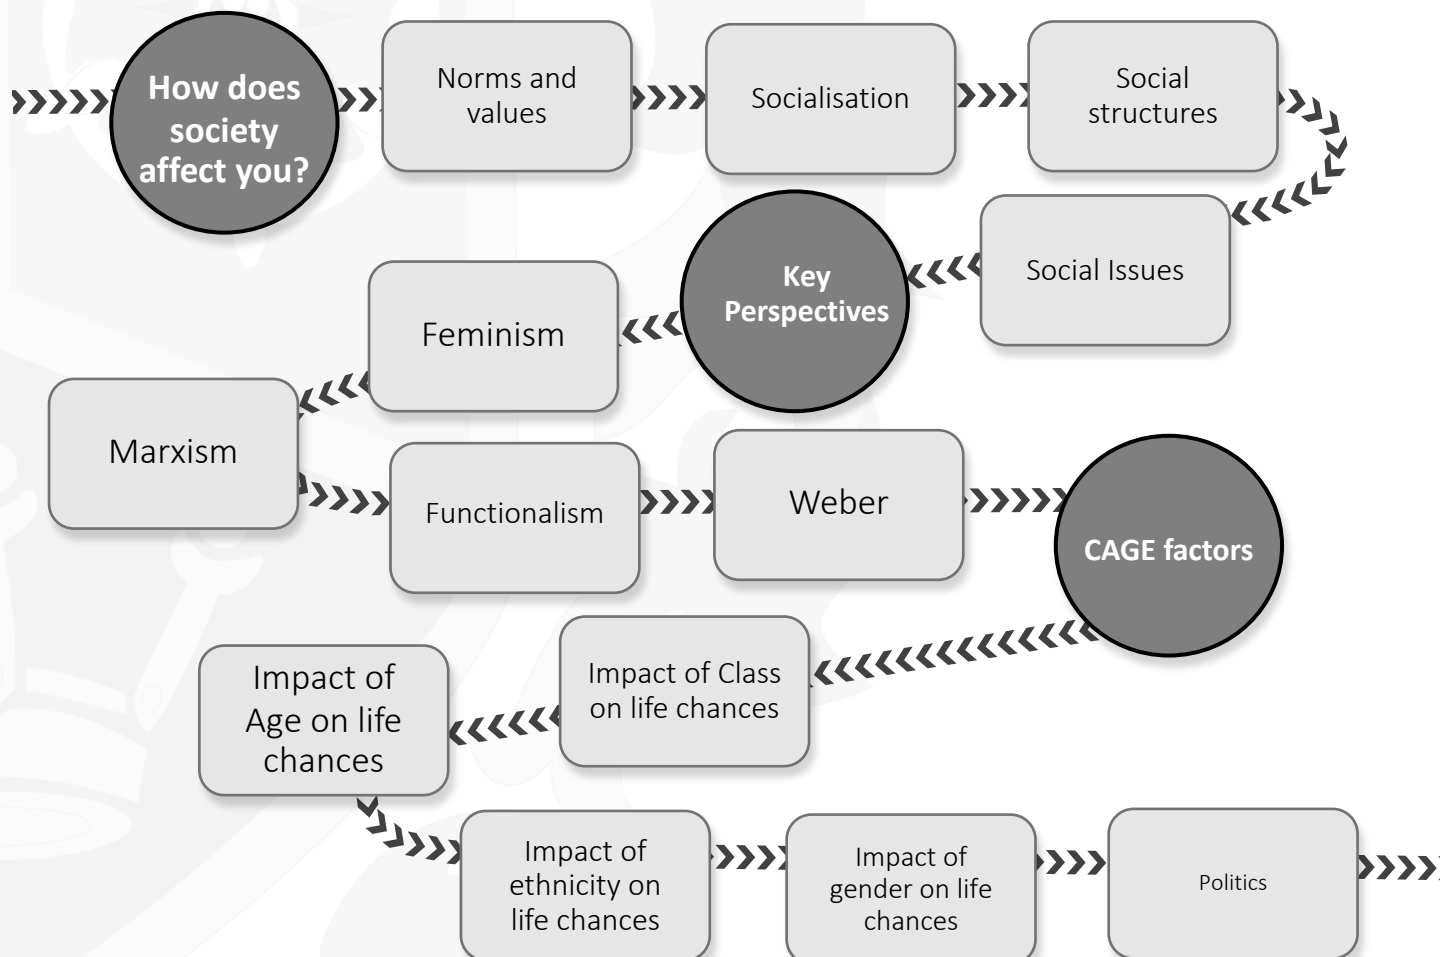 How does
society
affect you?
Norms and
values
Socialisation
Social
structures
Social Issues
Key
Perspectives
Feminism
Marxism
Functionalism
Weber
CAGE factors
Impact of Class
on life chances
Impact of
Age on life
chances
Impact of
ethnicity on
life chances
Impact of
gender on life
chances
Politics